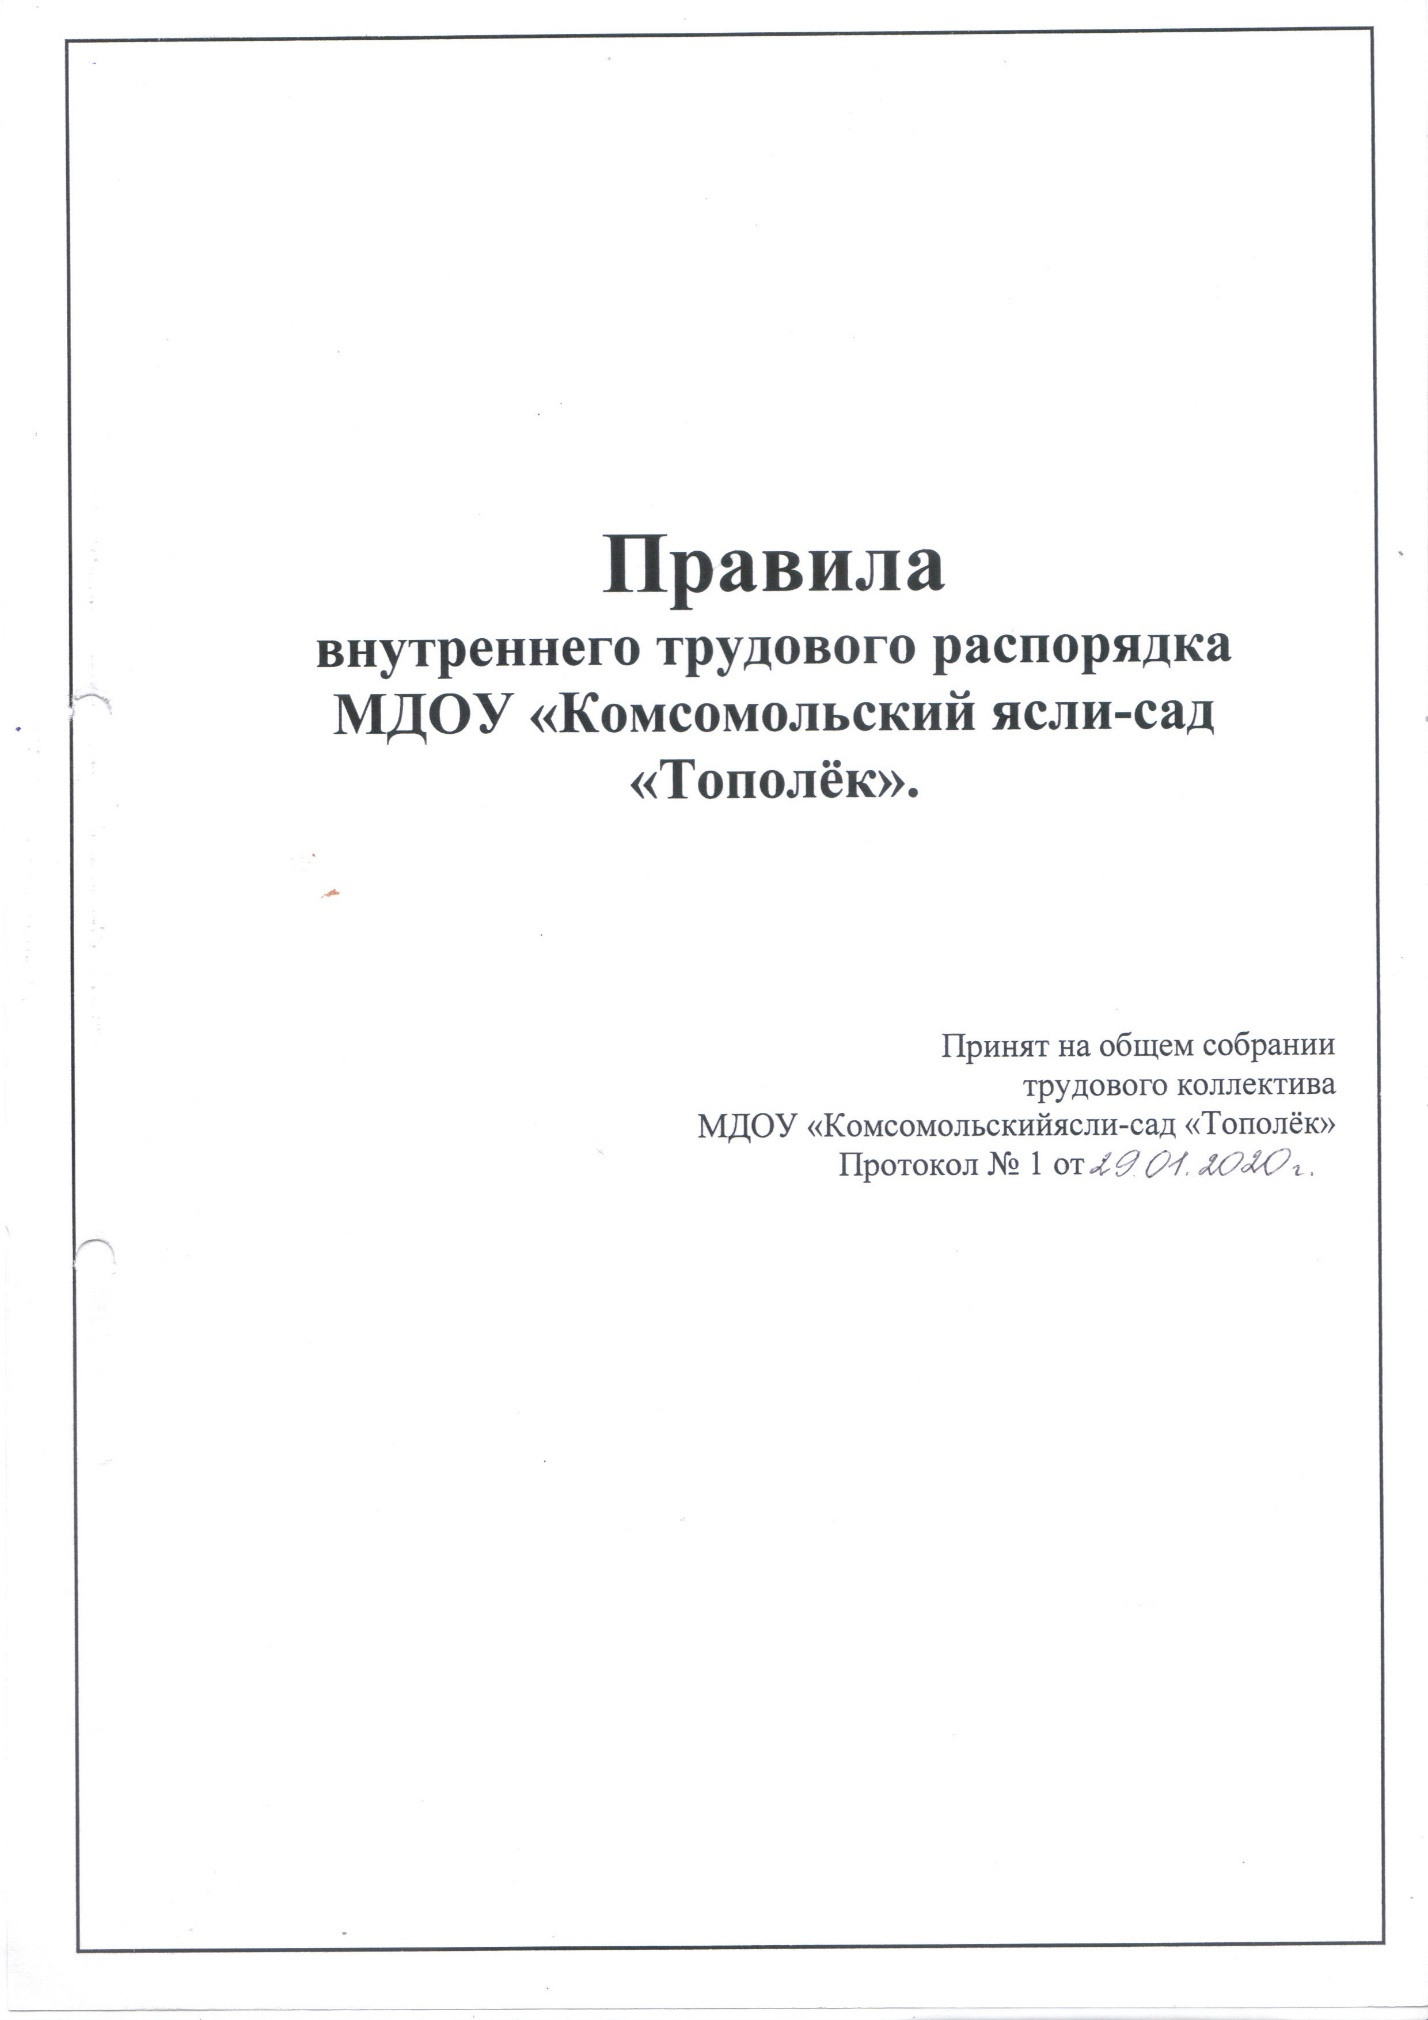 Правила
внутреннего трудового распорядка
МДОУ «Комсомольский ясли-сад
«Тополёк».
Принят на общем собрании
трудового коллектива
МДОУ «Комсомольскийясли-сад «Тополёк»
Протокол № 1 от 29.01.2020г.